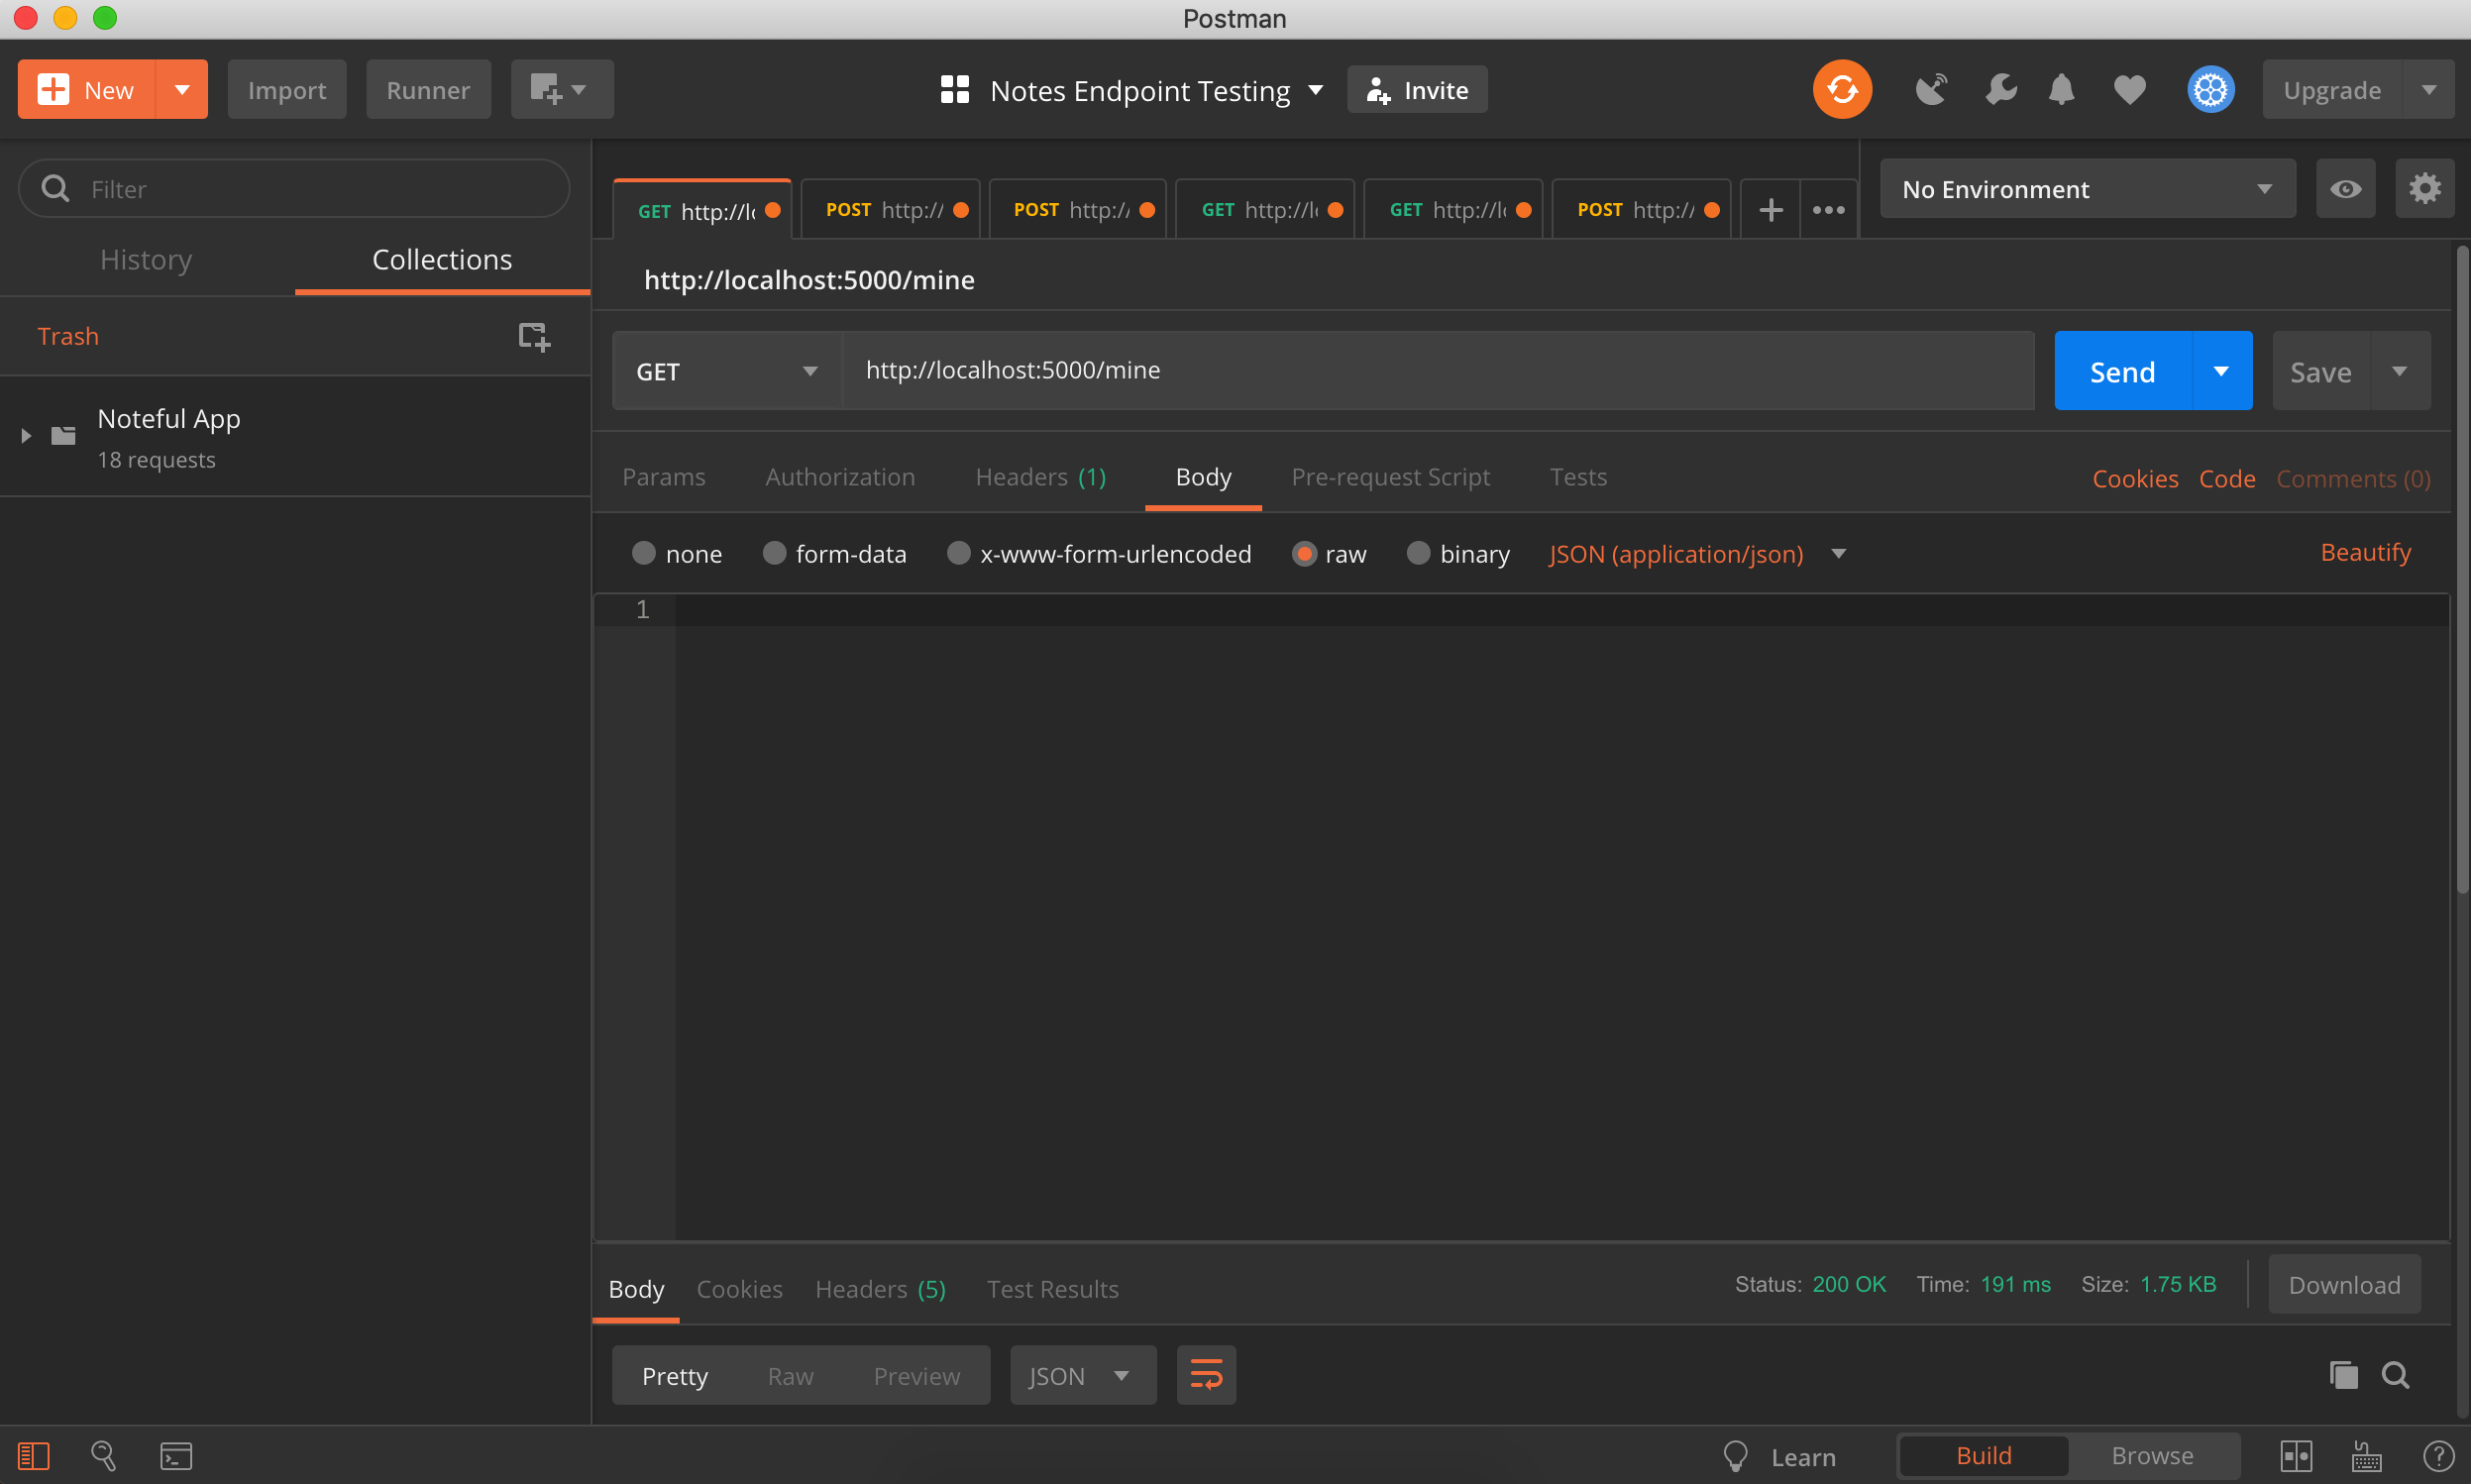 Postman
New
Import
Runner
Notes Endpoint Testing
Invite
Upgrade
Filter
History
Collections
Trash
Noteful App
18 requests
GET http://lo
POST http://
POST http:/
GET http://l
GET http://l
POST http:/
No Environment
http://localhost:5000/mine
GET
http://localhost:5000/mine
Send
Save
Params
Authorization
Headers (1)
Body
Pre-request Script
Tests
Cookies
Code
Comments (0)
none
form-data
x-www-form-urlencoded
raw
binary
JSON (application/json)
Beautify
1
Body
Cookies
Headers (5)
Test Results
Status: 200 OK
Time: 191 ms
Size: 1.75 KB
Download
Pretty
Raw
Preview
JSON
Learn
Build
Browse